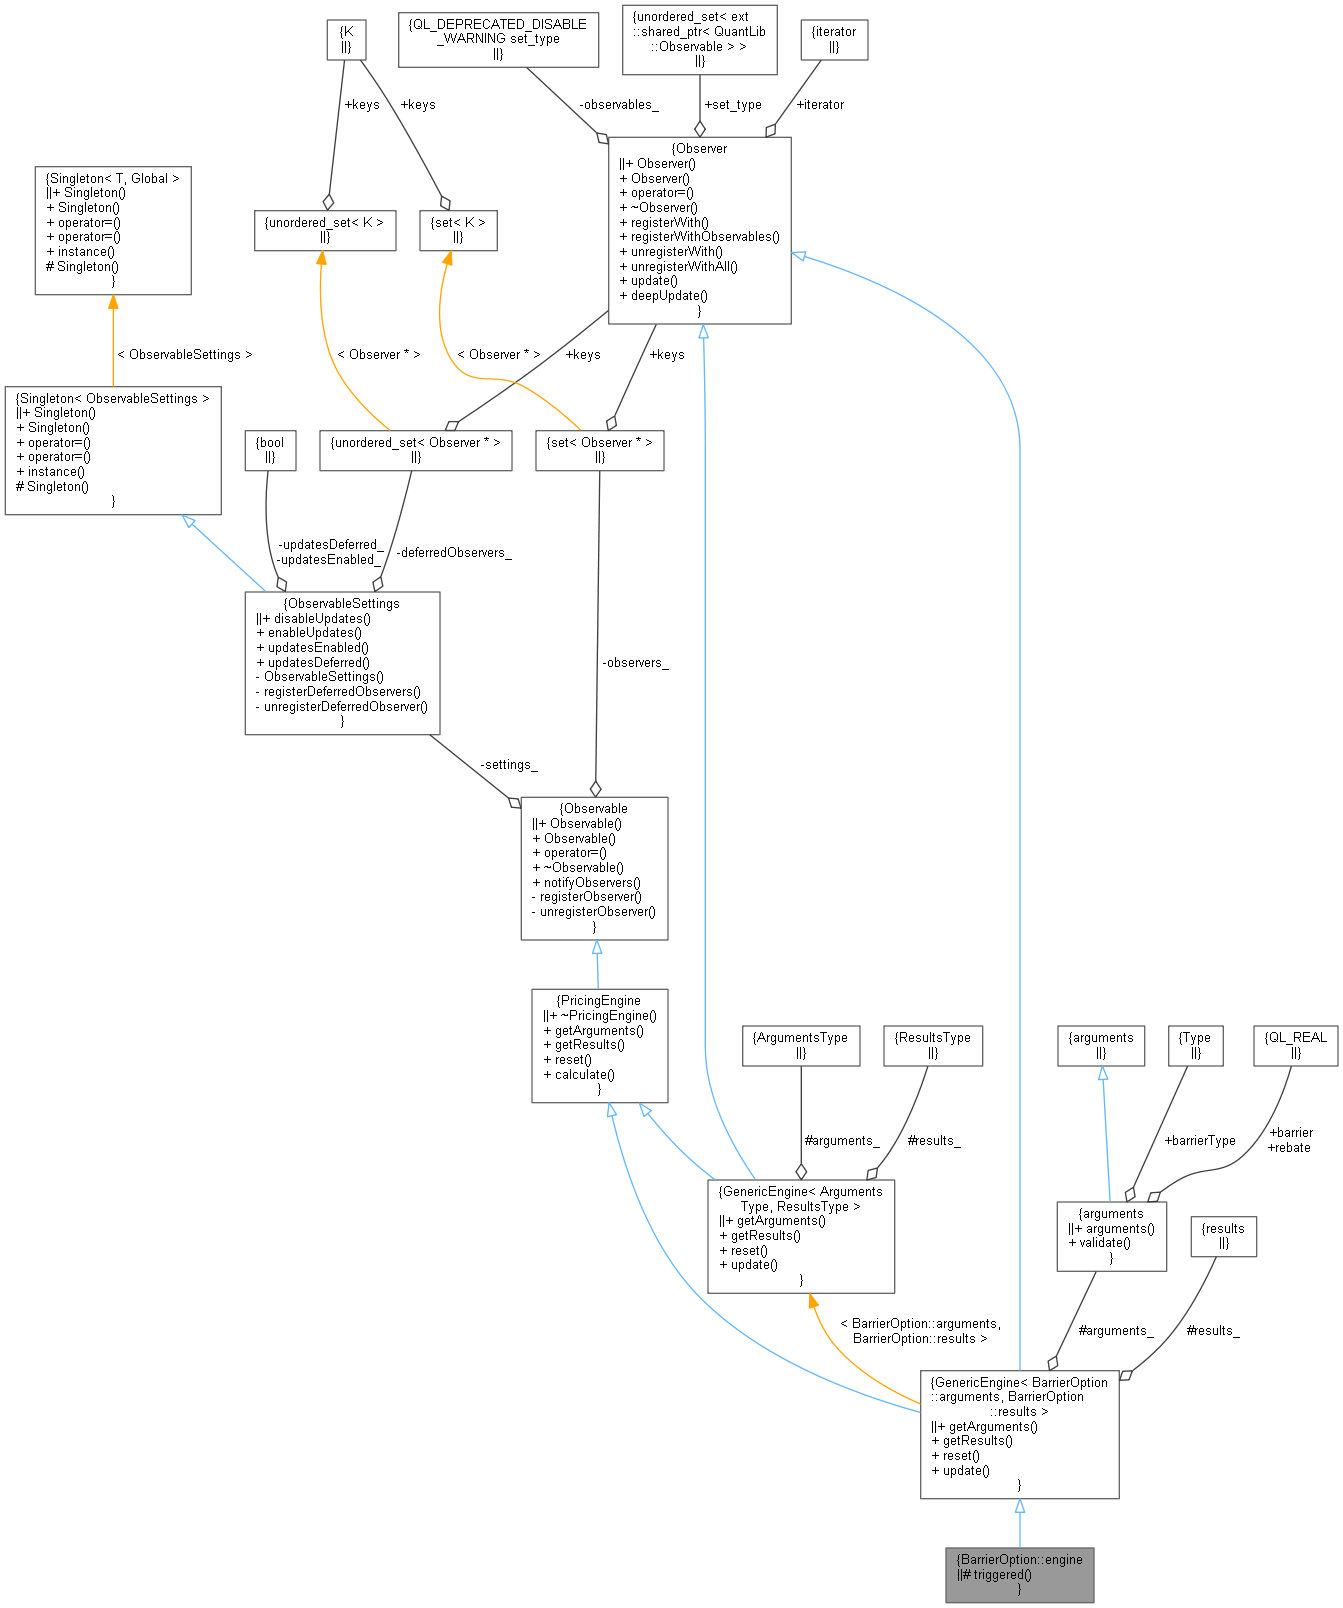 {K
||}
{QL_DEPRECATED_DISABLE
_WARNING set_type
||}
{unordered_set< ext
::shared_ptr< QuantLib
::Observable > >
||}
{iterator
||}
+keys
+keys
-observables_
+set_type
+iterator
{Observer
||+ Observer()
+ Observer()
+ operator=()
+ ~Observer()
+ registerWith()
+ registerWithObservables()
+ unregisterWith()
+ unregisterWithAll()
+ update()
+ deepUpdate()
}
{Singleton< T, Global >
||+ Singleton()
+ Singleton()
+ operator=()
+ operator=()
+ instance()
# Singleton()
}
{unordered_set< K >
||}
{set< K >
||}
< ObservableSettings >
< Observer * >
< Observer * >
+keys
+keys
{Singleton< ObservableSettings >
||+ Singleton()
+ Singleton()
+ operator=()
+ operator=()
+ instance()
# Singleton()
}
{bool
||}
{unordered_set< Observer * >
||}
{set< Observer * >
||}
-updatesDeferred_
-updatesEnabled_
-deferredObservers_
{ObservableSettings
||+ disableUpdates()
+ enableUpdates()
+ updatesEnabled()
+ updatesDeferred()
- ObservableSettings()
- registerDeferredObservers()
- unregisterDeferredObserver()
}
-observers_
-settings_
{Observable
||+ Observable()
+ Observable()
+ operator=()
+ ~Observable()
+ notifyObservers()
- registerObserver()
- unregisterObserver()
}
{PricingEngine
||+ ~PricingEngine()
+ getArguments()
+ getResults()
+ reset()
+ calculate()
}
{ArgumentsType
||}
{ResultsType
||}
{arguments
||}
{Type
||}
{QL_REAL
||}
#arguments_
#results_
+barrierType
+barrier
+rebate
{GenericEngine< Arguments
Type, ResultsType >
||+ getArguments()
+ getResults()
+ reset()
+ update()
}
{arguments
||+ arguments()
+ validate()
}
{results
||}
< BarrierOption::arguments,
BarrierOption::results >
#arguments_
#results_
{GenericEngine< BarrierOption
::arguments, BarrierOption
::results >
||+ getArguments()
+ getResults()
+ reset()
+ update()
}
{BarrierOption::engine
||# triggered()
}